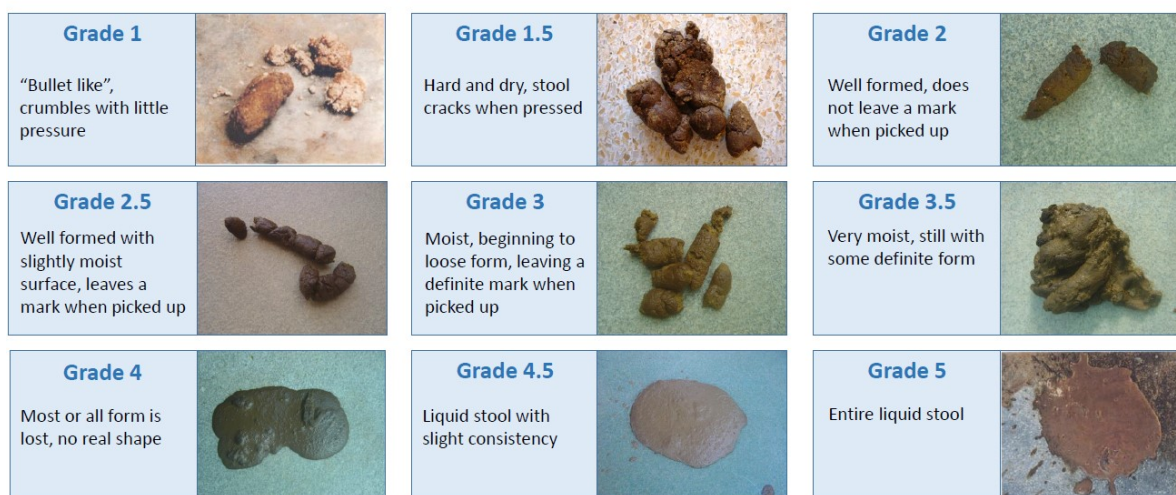 Grade 1
“Bullet like”,
crumbles with little
pressure
Grade 1.5
Hard and dry, stool
cracks when pressed
Grade 2
Well formed, does
not leave a mark
when picked up
Grade 2.5
Well formed with
slightly moist
surface, leaves a
mark when picked up
Grade 3
Moist, beginning to
loose form, leaving a
definite mark when
picked up
Grade 3.5
Very moist, still with
some definite form
Grade 4
Most or all form is
lost, no real shape
Grade 4.5
Liquid stool with
slight consistency
Grade 5
Entire liquid stool